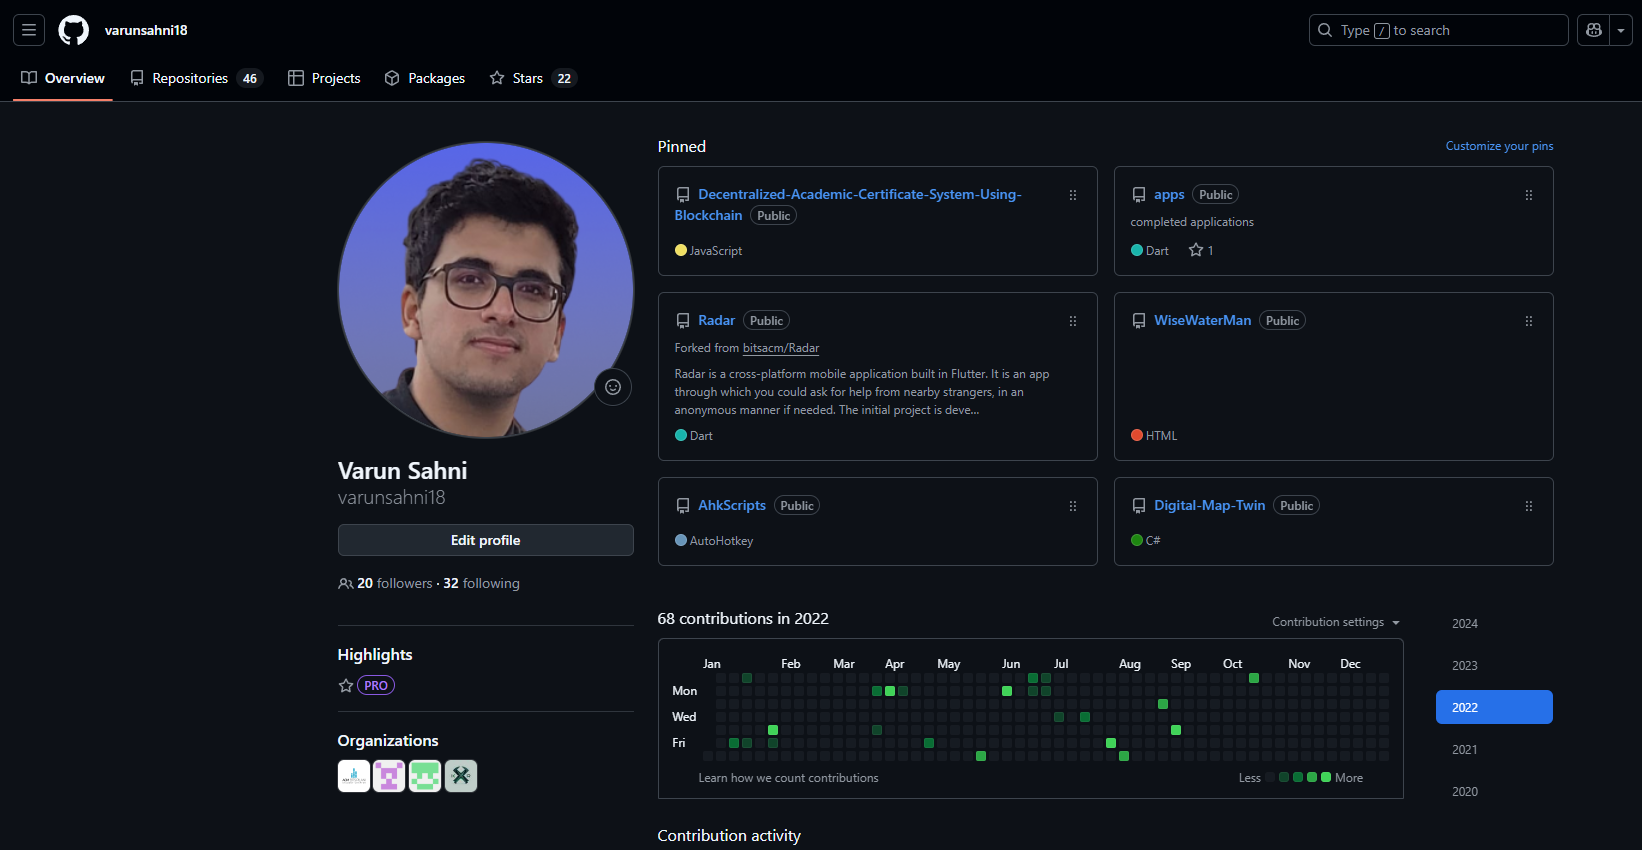 varunsahni18
Type / to search
Overview
Repositories 46
Projects
Packages
Stars 22
Pinned
Customize your pins
Decentralized-Academic-Certificate-System-Using-
Blockchain Public
JavaScript
apps Public
completed applications
Dart 1
Radar Public
Forked from bitsacm/Radar
Radar is a cross-platform mobile application built in Flutter. It is an app
through which you could ask for help from nearby strangers, in an
anonymous manner if needed. The initial project is deve...
Dart
WiseWaterMan Public
HTML
AhkScripts Public
AutoHotkey
Digital-Map-Twin Public
C#
Varun Sahni
varunsahni18
Edit profile
20 followers · 32 following
Highlights
PRO
Organizations
68 contributions in 2022
Contribution settings
Jan Feb Mar Apr May Jun Jul Aug Sep Oct Nov Dec
Mon
Wed
Fri
Learn how we count contributions
Less More
2024
2023
2022
2021
2020
Contribution activity